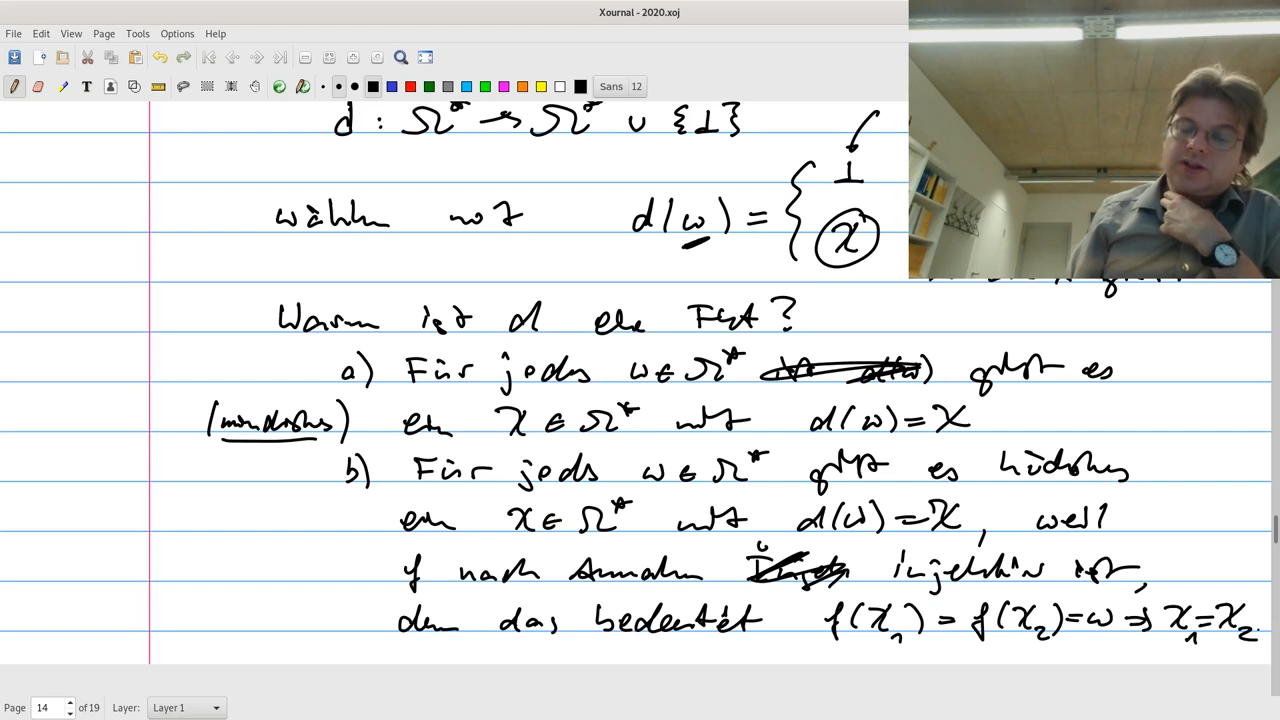 Xournal - 2020.xoj
File Edit View Page Tools Options Help
Sans 12
d : Ω* → Ω* ∪ {⊥}
wählen mit d(w) = { ⊥
x
Warum ist d eine Fkt?
a) Für jedes w ∈ Ω* gibt es
(mindestens) ein x ∈ Ω* mit d(w) = x
b) Für jedes w ∈ Ω* gibt es höchstens
ein x ∈ Ω* mit d(w) = x, weil
f nach Annahme injektiv ist,
denn das bedeutet f(x₁) = f(x₂) = w ⇒ x₁ = x₂.
Page 14 of 19 Layer: Layer 1